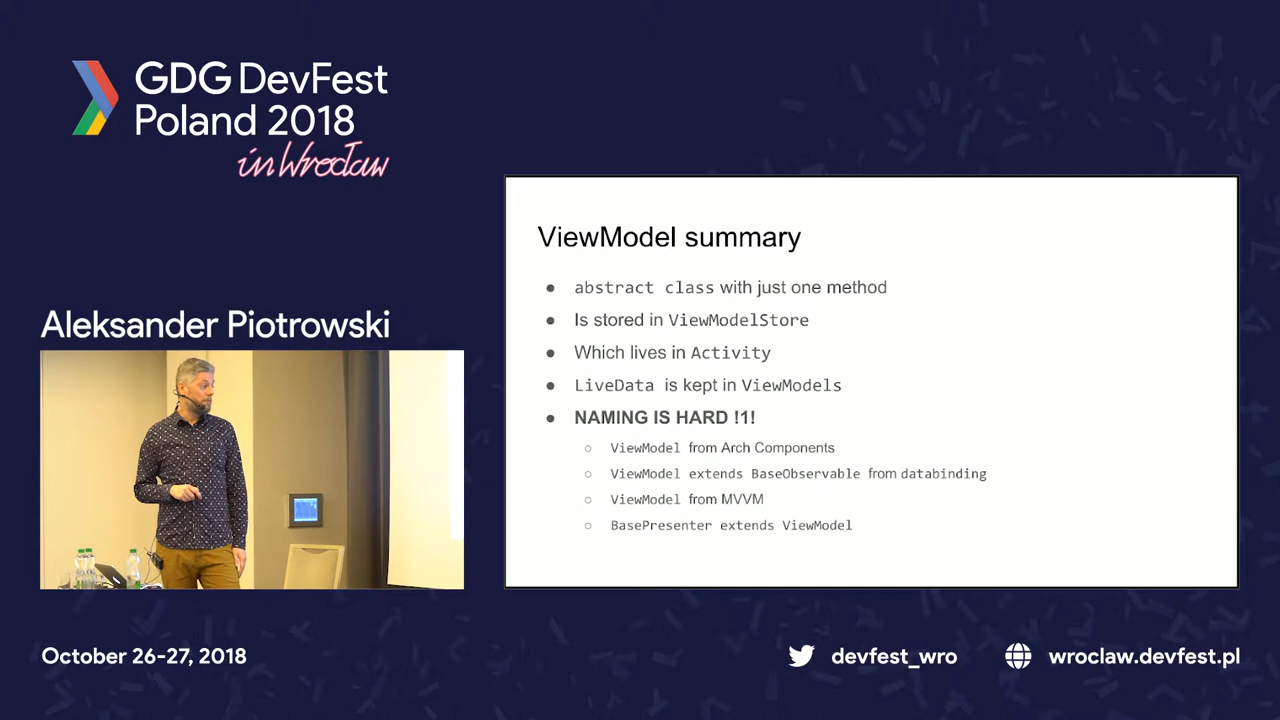 GDG DevFest
Poland 2018
in Wrocław
Aleksander Piotrowski
ViewModel summary
● abstract class with just one method
● Is stored in ViewModelStore
● Which lives in Activity
● LiveData is kept in ViewModels
● NAMING IS HARD !1!
○ ViewModel from Arch Components
○ ViewModel extends BaseObservable from databinding
○ ViewModel from MVVM
○ BasePresenter extends ViewModel
October 26-27, 2018
devfest_wro
wroclaw.devfest.pl